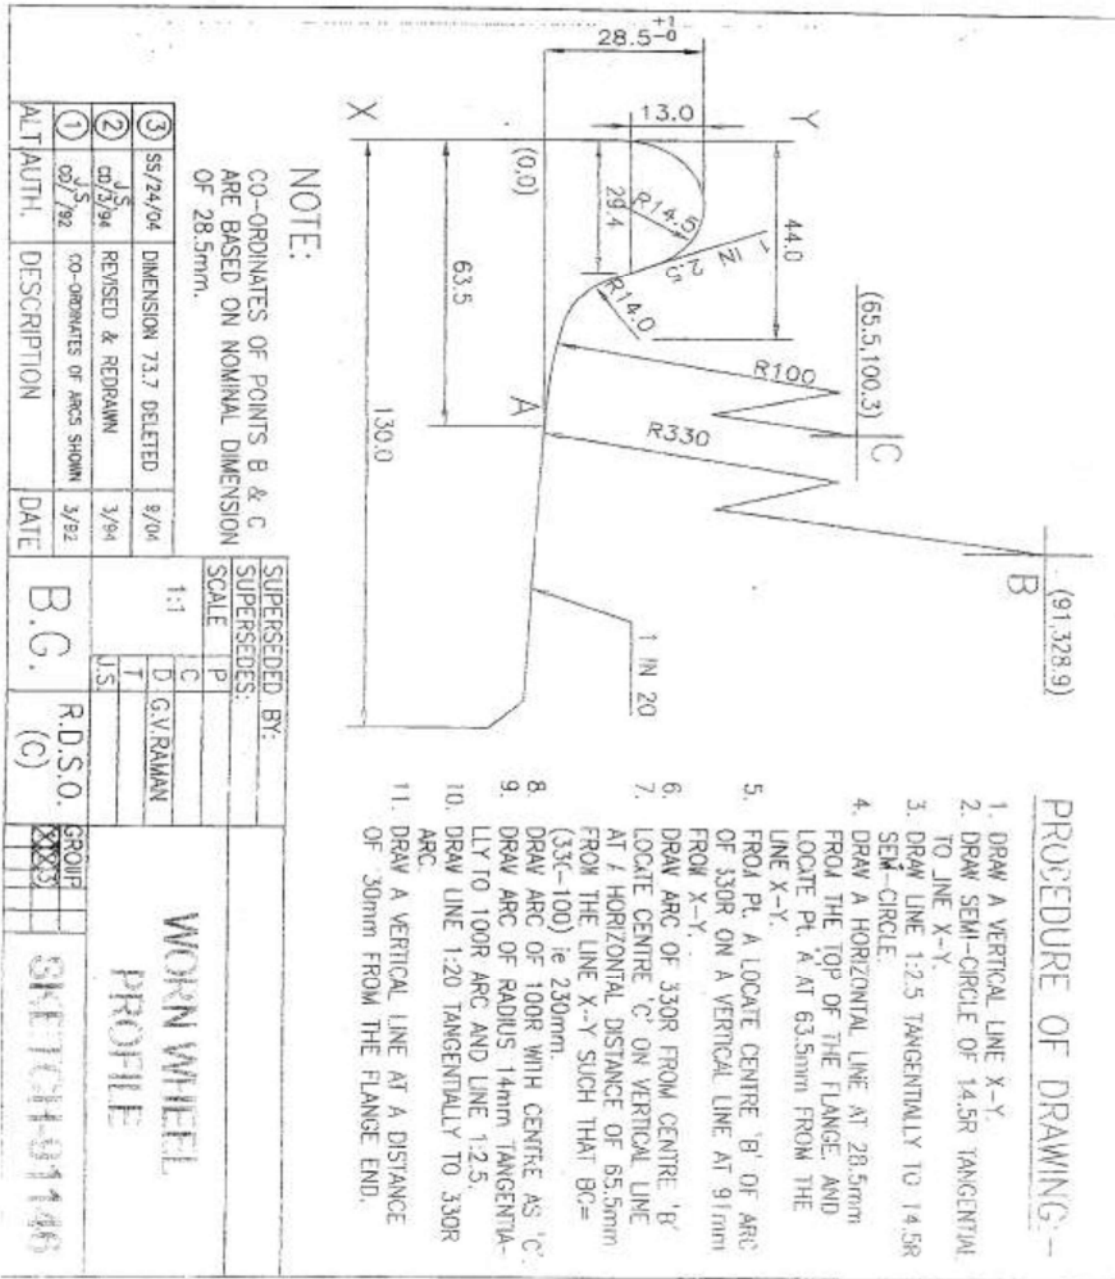 PROCEDURE OF DRAWING:-
1. DRAW A VERTICAL LINE X-Y.
2. DRAW SEMI-CIRCLE OF 14.5R TANGENTIAL
TO LINE X-Y.
3. DRAW LINE 1:2.5 TANGENTIALLY TO 14.5R
SEMI-CIRCLE.
4. DRAW A HORIZONTAL LINE AT 28.5mm
FROM THE TOP OF THE FLANGE. AND
LOCATE Pt. A AT 63.5mm FROM THE
LINE X-Y.
5. FROM Pt. A LOCATE CENTRE 'B' OF ARC
OF 330R ON A VERTICAL LINE AT 91mm
FROM X-Y.
6. DRAW ARC OF 330R FROM CENTRE 'B'
7. LOCATE CENTRE 'C' ON VERTICAL LINE
AT A HORIZONTAL DISTANCE OF 65.5mm
FROM THE LINE X-Y SUCH THAT BC=
(330-100) ie 230mm.
8. DRAW ARC OF 100R WITH CENTRE AS 'C'.
9. DRAW ARC OF RADIUS 14mm TANGENTIA-
LLY TO 100R ARC AND LINE 1:2.5.
10. DRAW LINE 1:20 TANGENTIALLY TO 330R
ARC.
11. DRAW A VERTICAL LINE AT A DISTANCE
OF 30mm FROM THE FLANGE END.
(91,328.9)
B
(65.5,100.3)
C
Y
44.0
1 IN 2.5
R100
R330
13.0
R14.5
R14.0
29.4
28.5 +1 -0
(0,0)
A
63.5
1 IN 20
X
130.0
NOTE:
CO-ORDINATES OF POINTS B & C
ARE BASED ON NOMINAL DIMENSION
OF 28.5mm.
3 SS/24/04 DIMENSION 73.7 DELETED 9/04
2 JS CD/3/94 REVISED & REDRAWN 3/94
1 JS CO-ORDINATES OF ARCS SHOWN 3/92
ALT AUTH. DESCRIPTION DATE
SUPERSEDED BY:
SUPERSEDES:
SCALE P
1:1 C
D G.V.RAMAN
T
J.S.
B.G.
R.D.S.O.
(C)
GROUP
WORN WHEEL
PROFILE